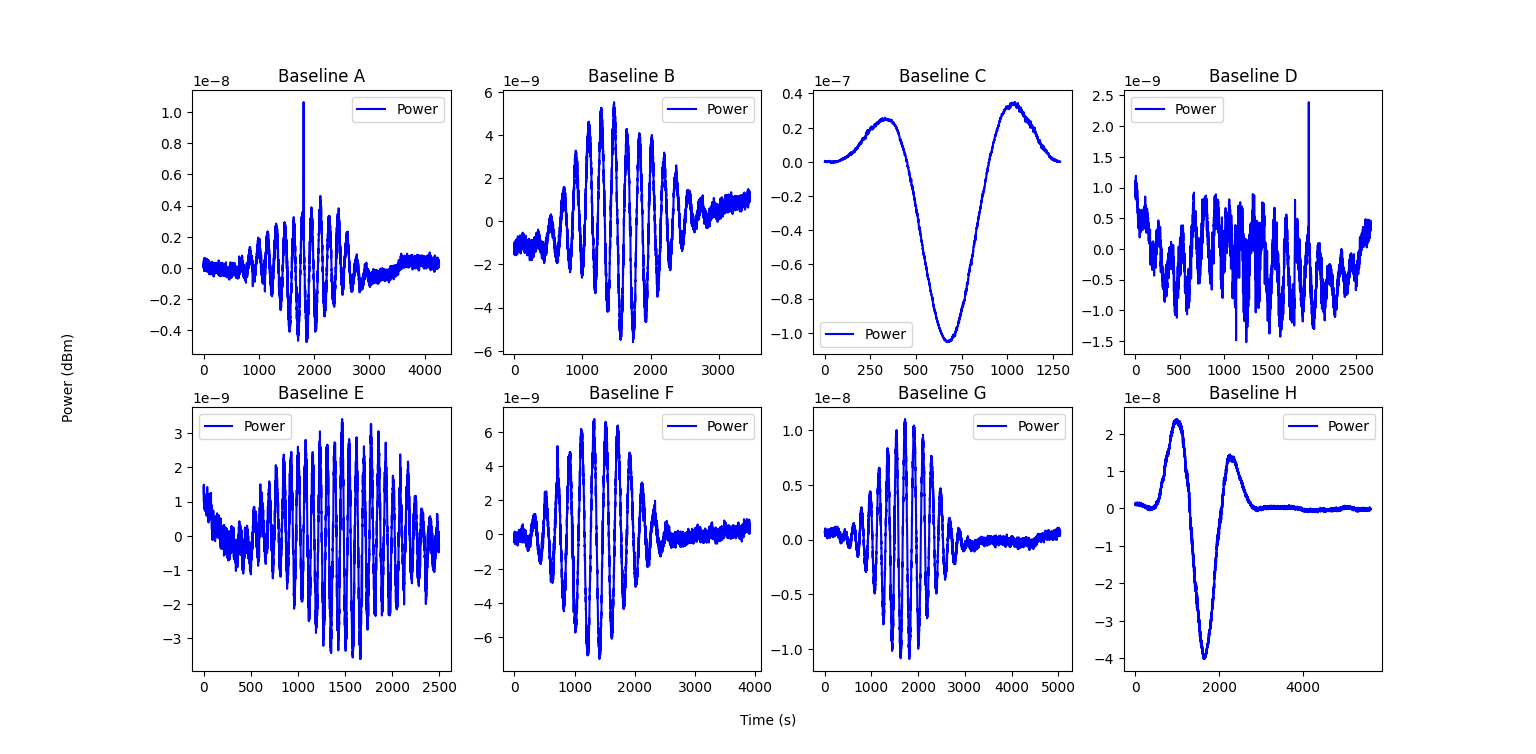 Baseline A
1e−8
Power
1.0
0.8
0.6
0.4
0.2
0.0
−0.2
−0.4
0 1000 2000 3000 4000
Baseline B
1e−9
Power
6
4
2
0
−2
−4
−6
0 1000 2000 3000
Baseline C
1e−7
0.4
0.2
0.0
−0.2
−0.4
−0.6
−0.8
−1.0
Power
0 250 500 750 1000 1250
Baseline D
1e−9
Power
2.5
2.0
1.5
1.0
0.5
0.0
−0.5
−1.0
−1.5
0 500 1000 1500 2000 2500
Power (dBm)
Baseline E
1e−9
Power
3
2
1
0
−1
−2
−3
0 500 1000 1500 2000 2500
Baseline F
1e−9
Power
6
4
2
0
−2
−4
−6
0 1000 2000 3000 4000
Baseline G
1e−8
Power
1.0
0.5
0.0
−0.5
−1.0
0 1000 2000 3000 4000 5000
Baseline H
1e−8
Power
2
1
0
−1
−2
−3
−4
0 2000 4000
Time (s)